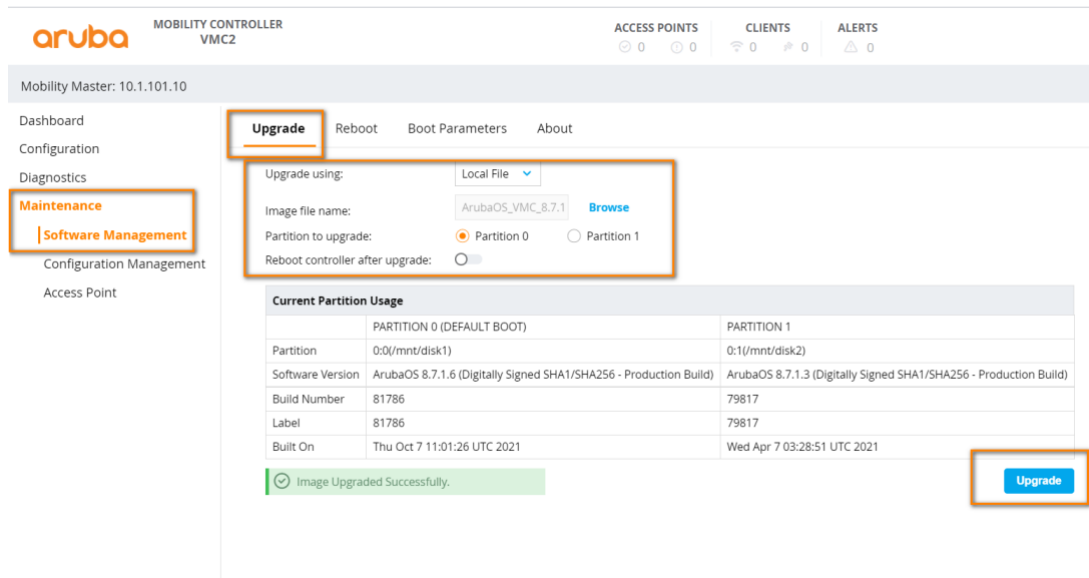 aruba
MOBILITY CONTROLLER
VMC2
ACCESS POINTS
0 0
CLIENTS
0 0
ALERTS
0
Mobility Master: 10.1.101.10
Dashboard
Configuration
Diagnostics
Maintenance
Software Management
Configuration Management
Access Point
Upgrade Reboot Boot Parameters About
Upgrade using: Local File
Image file name: ArubaOS_VMC_8.7.1 Browse
Partition to upgrade: Partition 0 Partition 1
Reboot controller after upgrade:
Current Partition Usage
PARTITION 0 (DEFAULT BOOT) PARTITION 1
Partition 0:0(/mnt/disk1) 0:1(/mnt/disk2)
Software Version ArubaOS 8.7.1.6 (Digitally Signed SHA1/SHA256 - Production Build) ArubaOS 8.7.1.3 (Digitally Signed SHA1/SHA256 - Production Build)
Build Number 81786 79817
Label 81786 79817
Built On Thu Oct 7 11:01:26 UTC 2021 Wed Apr 7 03:28:51 UTC 2021
Image Upgraded Successfully.
Upgrade